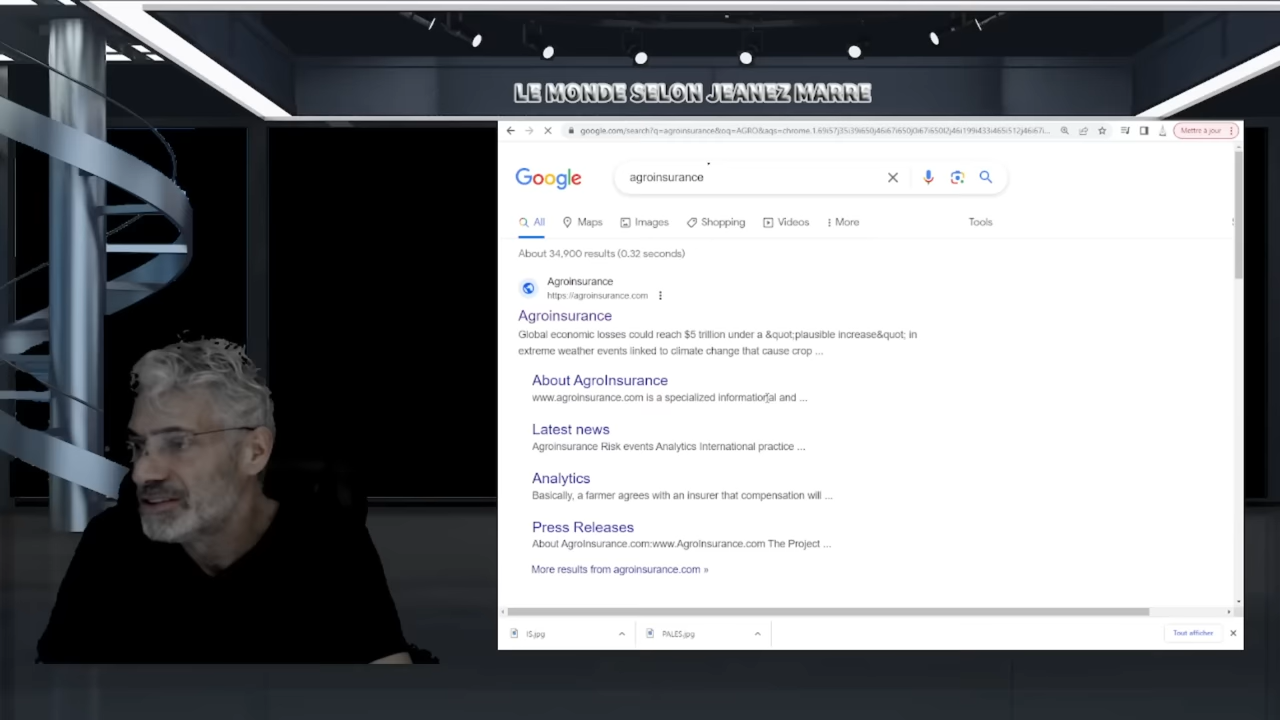 LE MONDE SELON JEANEZ MARRE
Mettre à jour
Google
agroinsurance
All Maps Images Shopping Videos More Tools
About 34,900 results (0.32 seconds)
Agroinsurance
https://agroinsurance.com
Agroinsurance
Global economic losses could reach $5 trillion under a &quot;plausible increase&quot; in
extreme weather events linked to climate change that cause crop ...
About AgroInsurance
www.agroinsurance.com is a specialized informational and ...
Latest news
Agroinsurance Risk events Analytics International practice ...
Analytics
Basically, a farmer agrees with an insurer that compensation will ...
Press Releases
About AgroInsurance.com:www.AgroInsurance.com The Project ...
More results from agroinsurance.com »
IS.jpg PALES.jpg Tout afficher